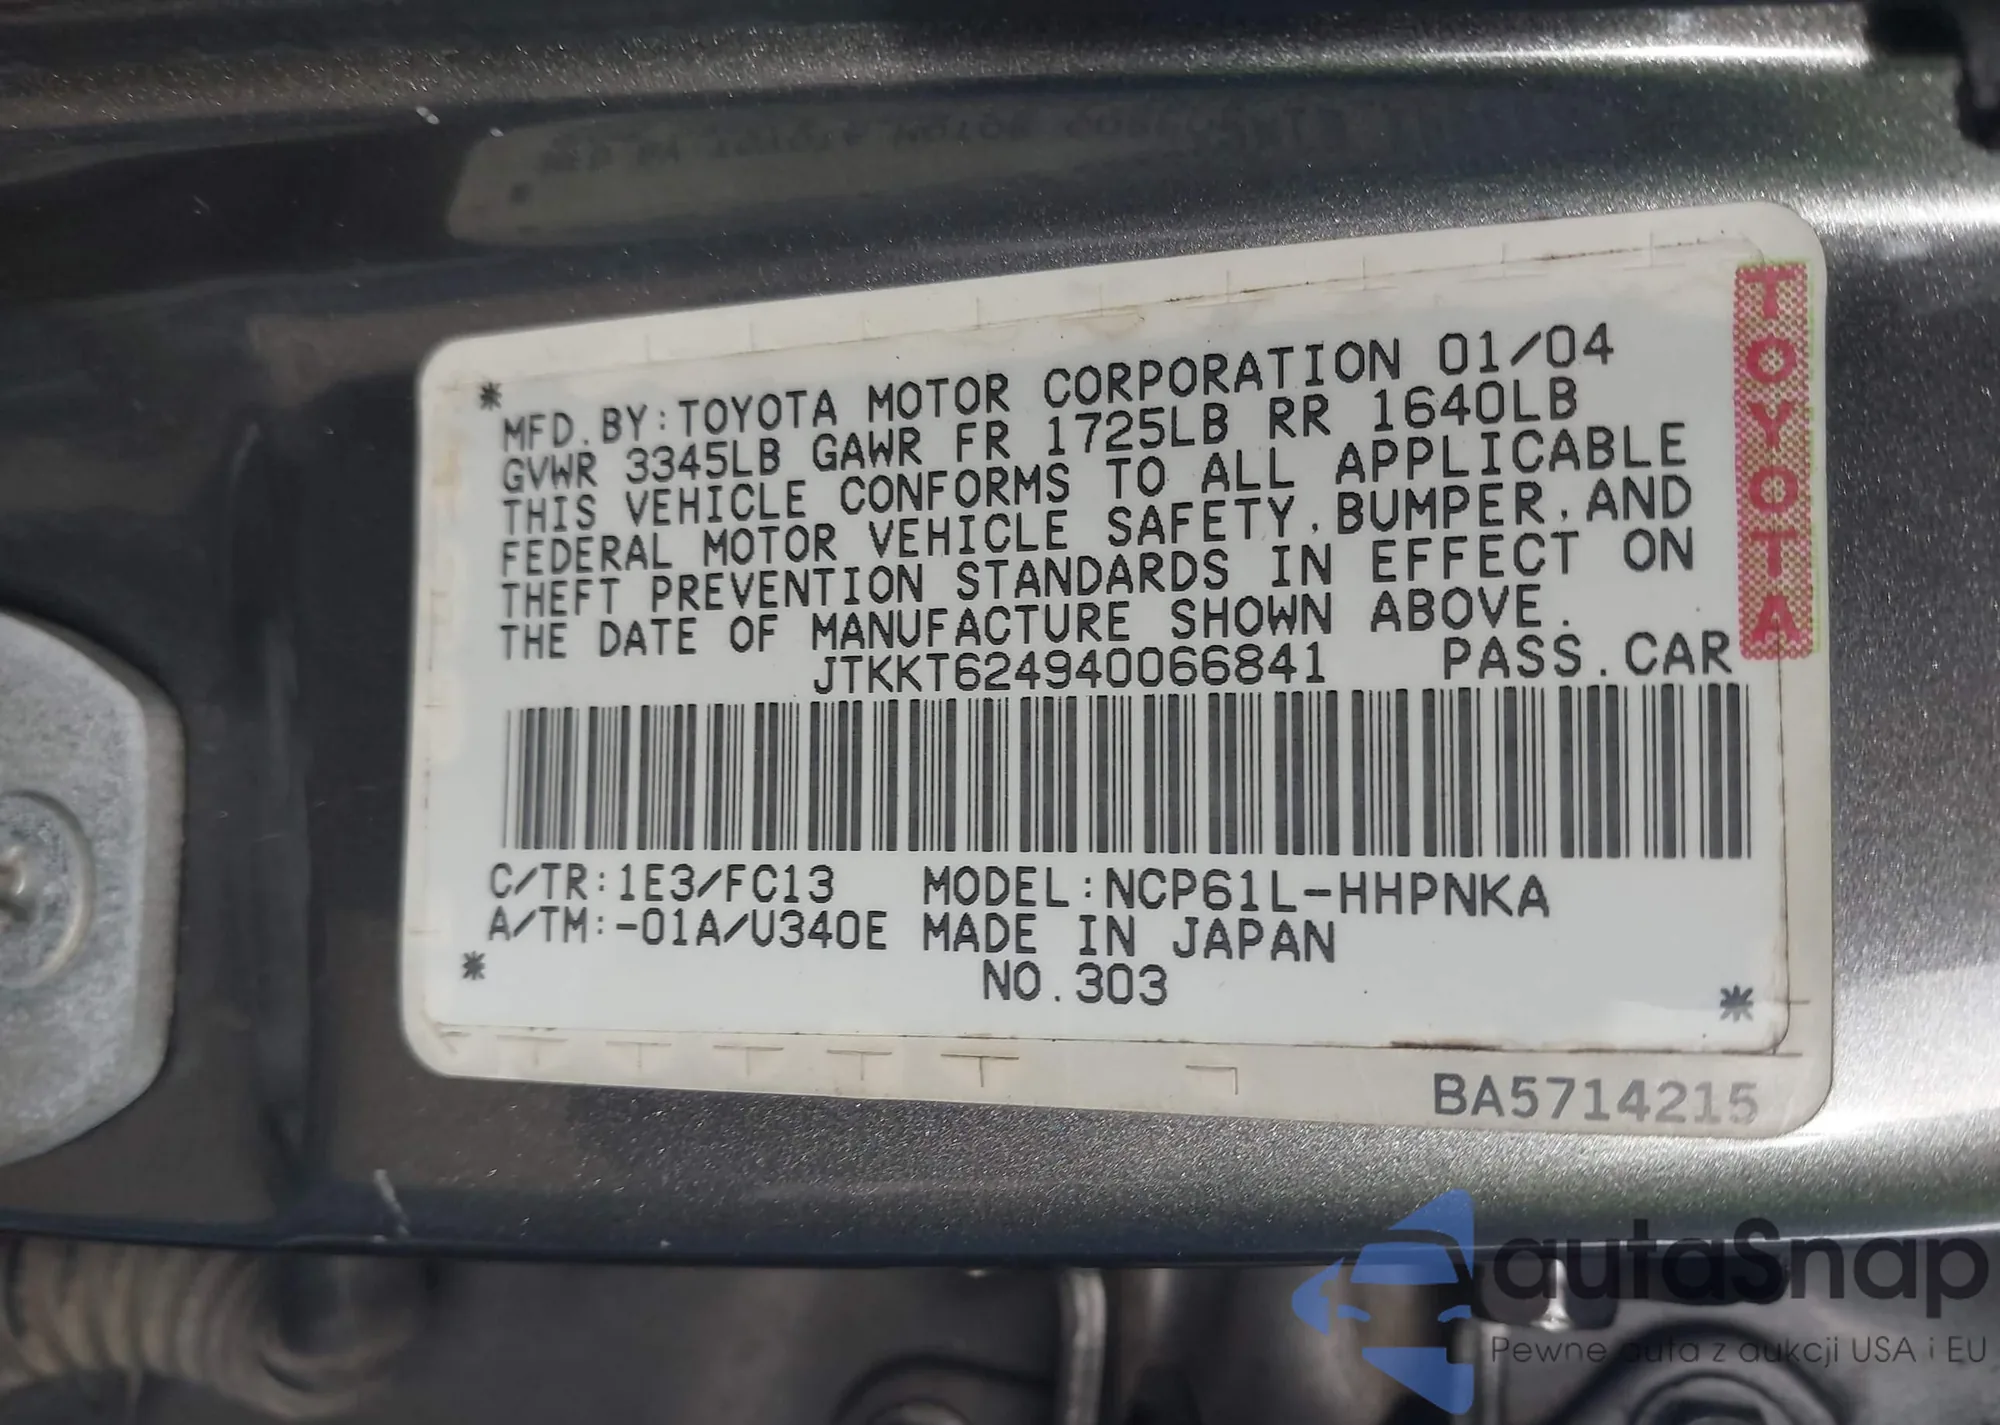 *
MFD.BY:TOYOTA MOTOR CORPORATION 01/04
GVWR 3345LB GAWR FR 1725LB RR 1640LB
THIS VEHICLE CONFORMS TO ALL APPLICABLE
FEDERAL MOTOR VEHICLE SAFETY,BUMPER,AND
THEFT PREVENTION STANDARDS IN EFFECT ON
THE DATE OF MANUFACTURE SHOWN ABOVE.
JTKKT624940066841 PASS.CAR
C/TR:1E3/FC13 MODEL:NCP61L-HHPNKA
A/TM:-01A/U340E MADE IN JAPAN
* NO.303 *
BA5714215
TOYOTA
autaSnap
Pewne auta z aukcji USA i EU